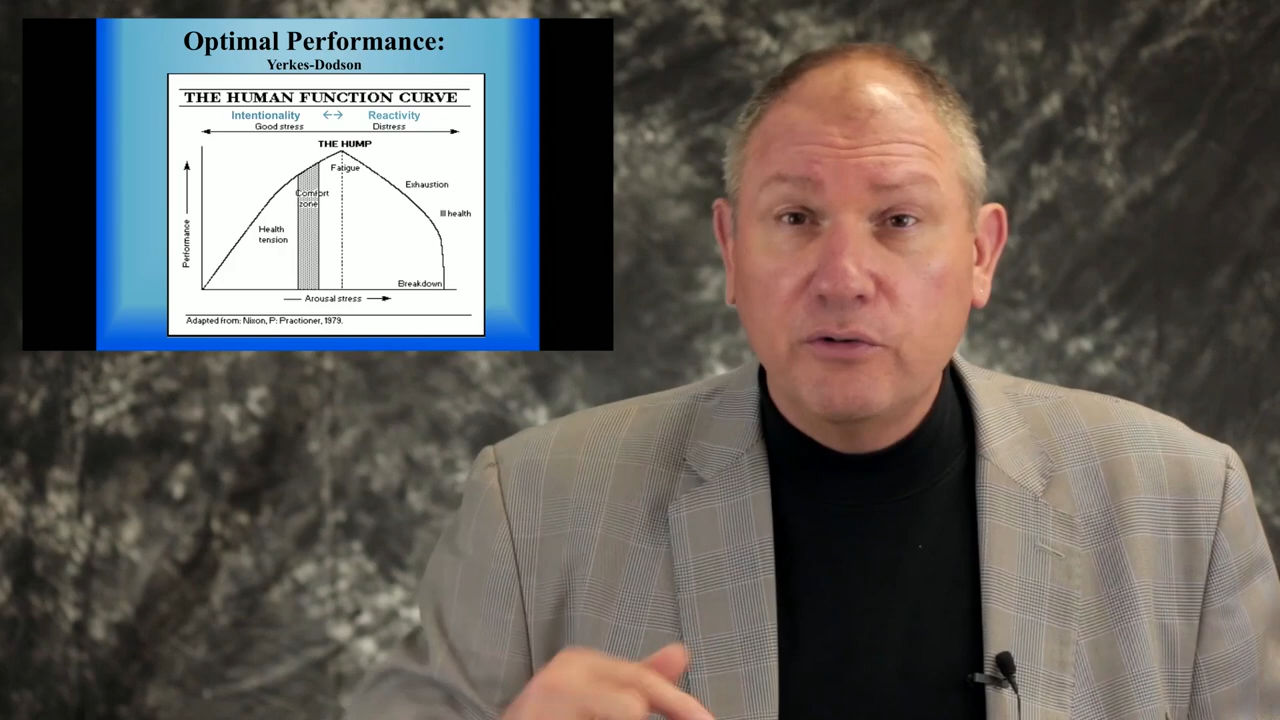 Optimal Performance:
Yerkes-Dodson
THE HUMAN FUNCTION CURVE
Intentionality <--> Reactivity
Good stress Distress
THE HUMP
Fatigue
Exhaustion
Comfort
zone
Ill health
Health
tension
Performance
Breakdown
Arousal stress
Adapted from: Nixon, P: Practioner, 1979.